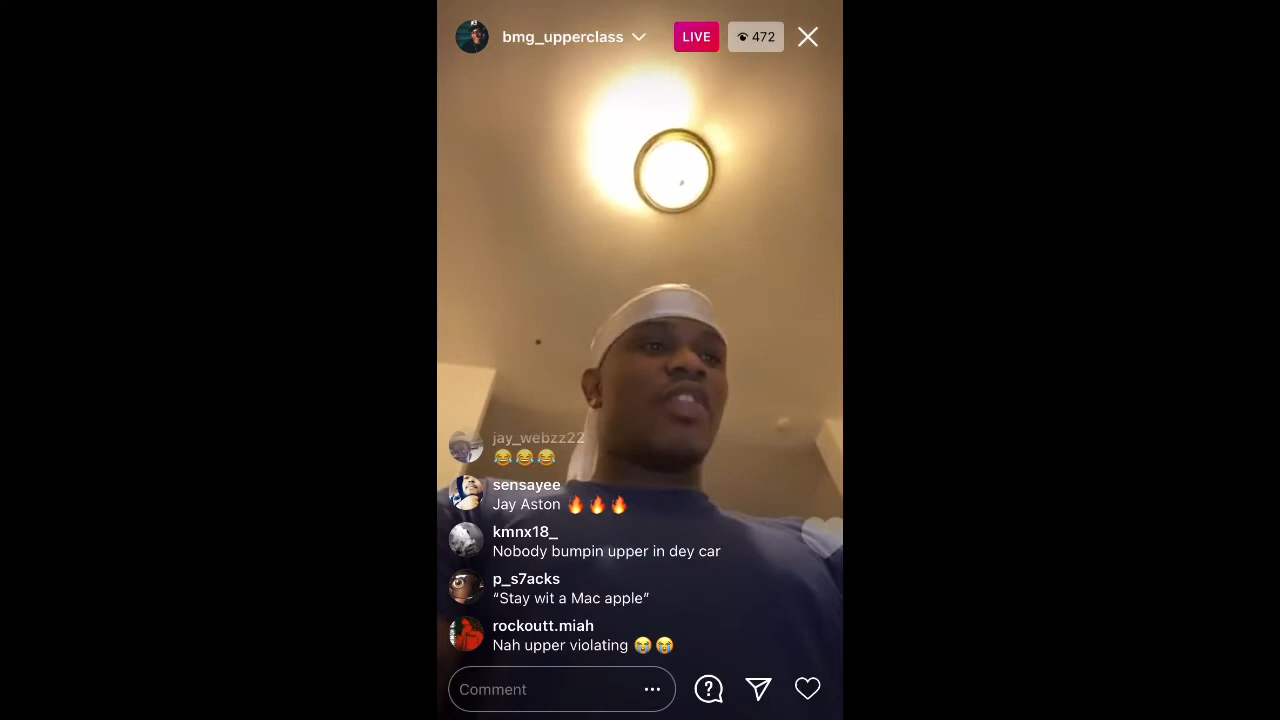 bmg_upperclass
LIVE
472
jay_webzz22
😂😂😂
sensayee
Jay Aston 🔥🔥🔥
kmnx18_
Nobody bumpin upper in dey car
p_s7acks
“Stay wit a Mac apple”
rockoutt.miah
Nah upper violating 😭😭
Comment